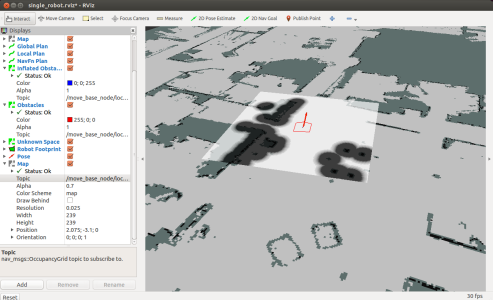 single_robot.rviz* - RViz
Interact Move Camera Select Focus Camera Measure 2D Pose Estimate 2D Nav Goal Publish Point
Displays
Map
Global Plan
Local Plan
NavFn Plan
Inflated Obsta...
Status: Ok
Color 0; 0; 255
Alpha 1
Topic /move_base_node/loc...
Obstacles
Status: Ok
Color 255; 0; 0
Alpha 1
Topic /move_base_node/loc...
Unknown Space
Robot Footprint
Pose
Map
Status: Ok
Topic /move_base_node/loc...
Alpha 0.7
Color Scheme map
Draw Behind
Resolution 0.025
Width 239
Height 239
Position 2.075; -3.1; 0
Orientation 0; 0; 0; 1
Topic
nav_msgs::OccupancyGrid topic to subscribe to.
Add Remove Rename
Reset 30 fps